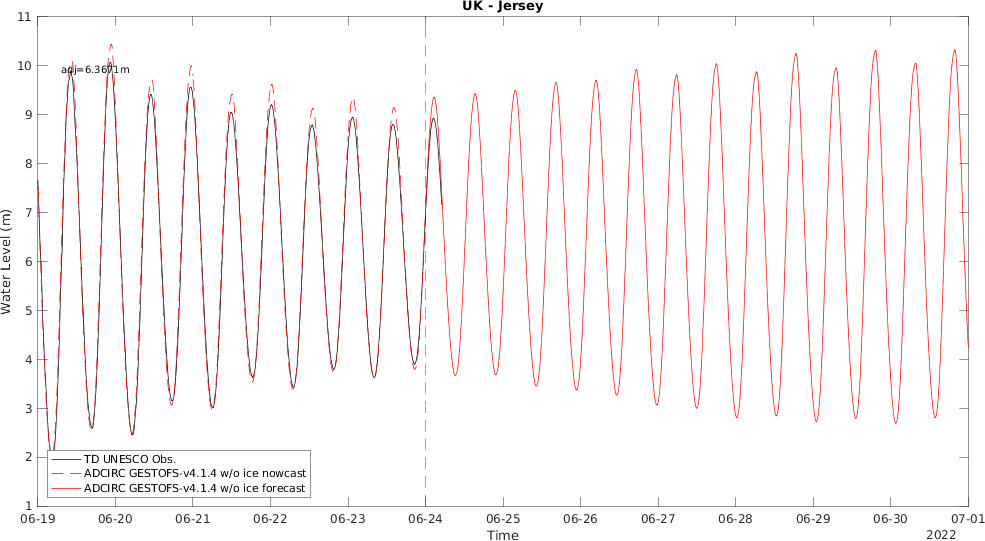 UK - Jersey
11
10
9
8
7
6
5
4
3
2
1
Water Level (m)
adj=6.3671m
TD UNESCO Obs.
ADCIRC GESTOFS-v4.1.4 w/o ice nowcast
ADCIRC GESTOFS-v4.1.4 w/o ice forecast
06-19 06-20 06-21 06-22 06-23 06-24 06-25 06-26 06-27 06-28 06-29 06-30 07-01
Time
2022